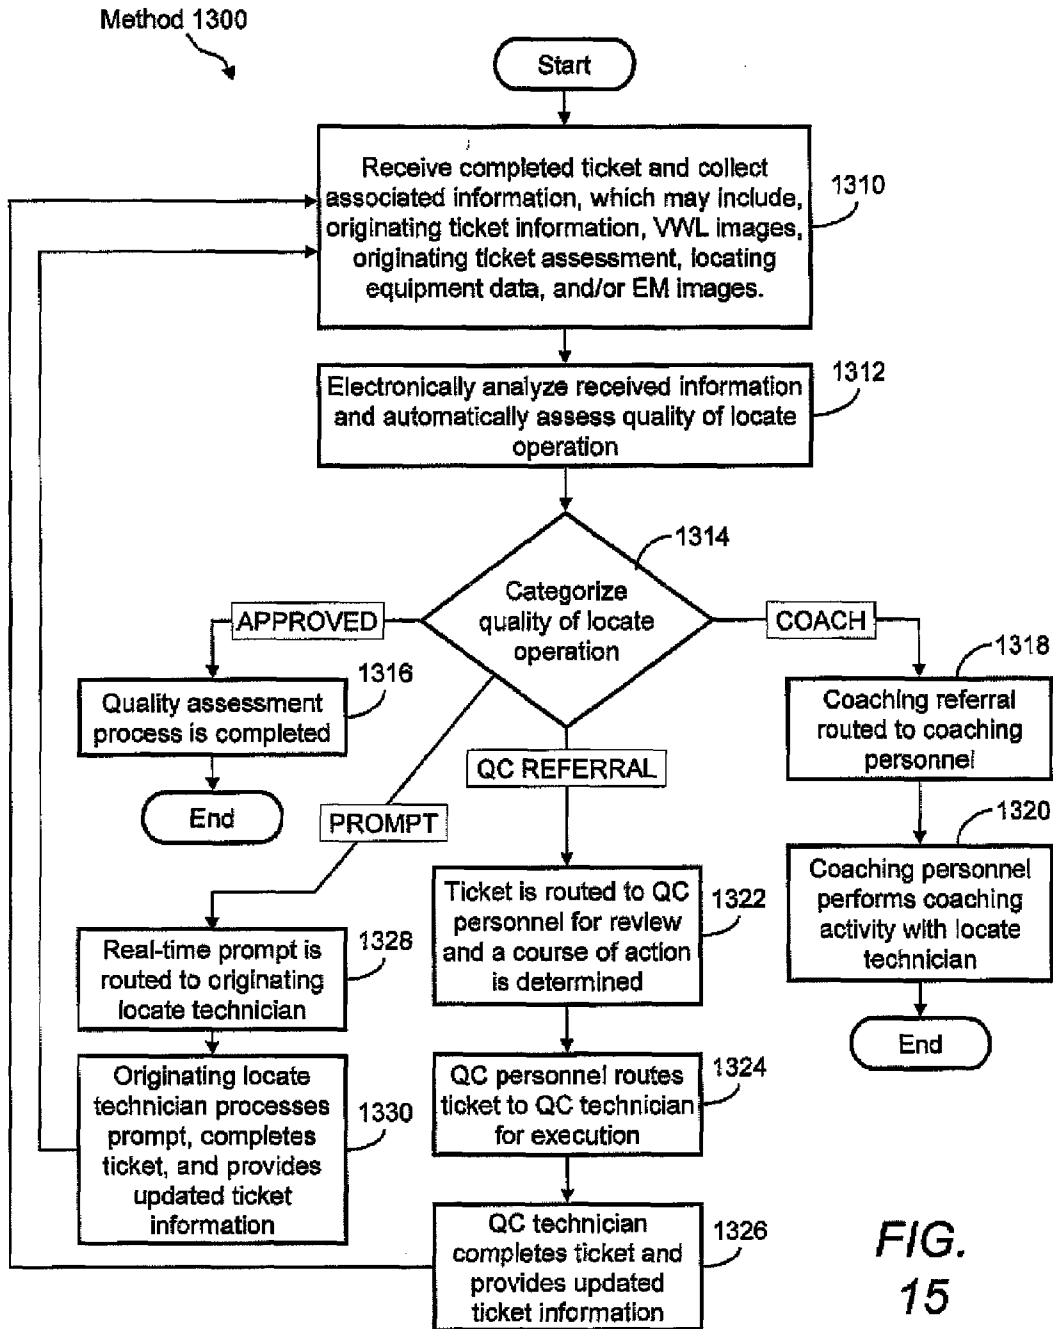 Method 1300
Start
Receive completed ticket and collect
associated information, which may include,
originating ticket information, VWL images,
originating ticket assessment, locating
equipment data, and/or EM images.
1310
Electronically analyze received information
and automatically assess quality of locate
operation
1312
Categorize
quality of locate
operation
1314
APPROVED
COACH
Quality assessment
process is completed
1316
End
PROMPT
QC REFERRAL
Coaching referral
routed to coaching
personnel
1318
Coaching personnel
performs coaching
activity with locate
technician
1320
End
Real-time prompt is
routed to originating
locate technician
1328
Ticket is routed to QC
personnel for review
and a course of action
is determined
1322
Originating locate
technician processes
prompt, completes
ticket, and provides
updated ticket
information
1330
QC personnel routes
ticket to QC technician
for execution
1324
QC technician
completes ticket and
provides updated
ticket information
1326
FIG.
15